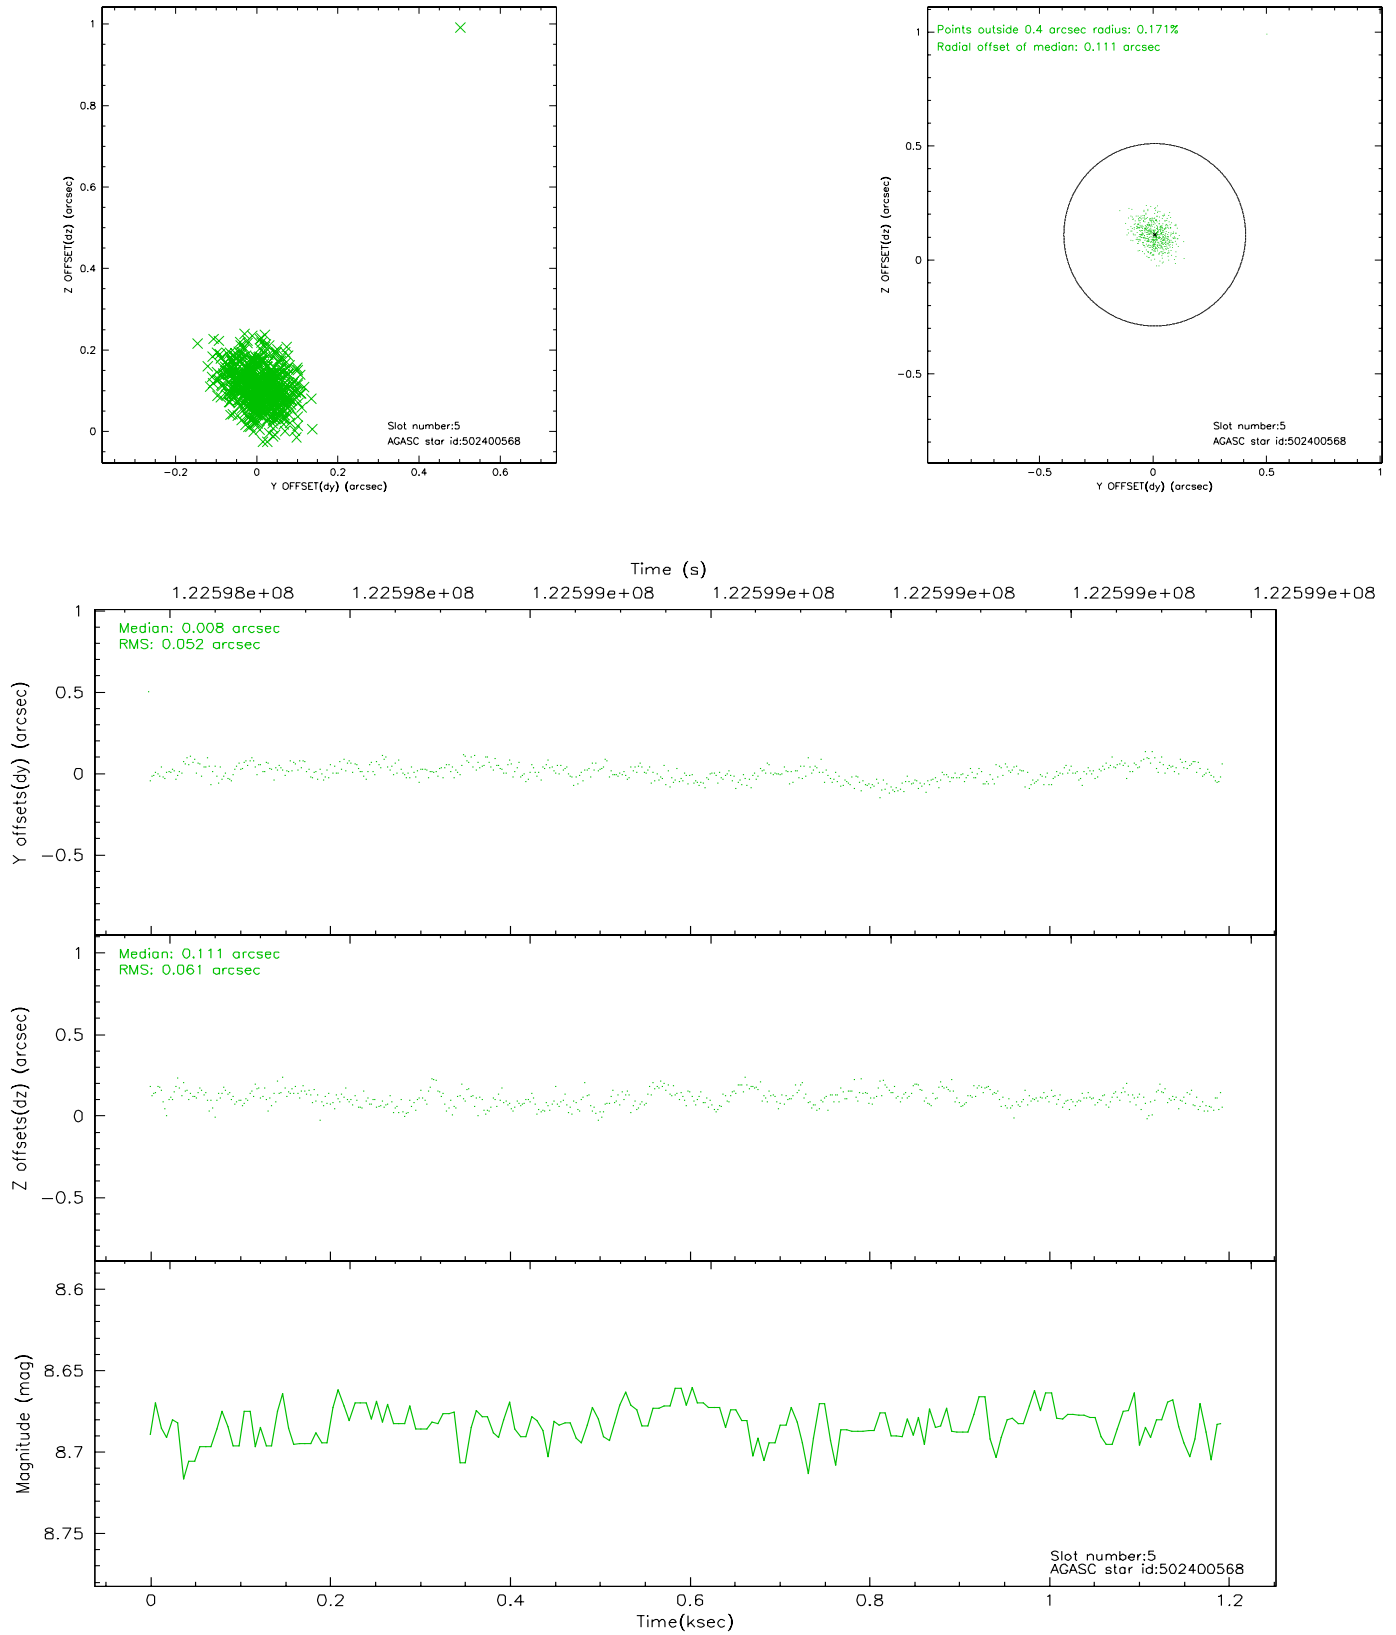 1
0.8
0.6
0.4
0.2
0
Z OFFSET(dz) (arcsec)
Slot number:5
AGASC star id:502400568
−0.2 0 0.2 0.4 0.6
Y OFFSET(dy) (arcsec)
Points outside 0.4 arcsec radius: 0.171%
Radial offset of median: 0.111 arcsec
1
0.5
0
−0.5
Z OFFSET(dz) (arcsec)
Slot number:5
AGASC star id:502400568
−0.5 0 0.5 1
Y OFFSET(dy) (arcsec)
Time (s)
1.22598e+08 1.22598e+08 1.22599e+08 1.22599e+08 1.22599e+08 1.22599e+08 1.22599e+08
Median: 0.008 arcsec
RMS: 0.052 arcsec
1
0.5
0
−0.5
Y offsets(dy) (arcsec)
Median: 0.111 arcsec
RMS: 0.061 arcsec
1
0.5
0
−0.5
Z offsets(dz) (arcsec)
8.6
8.65
8.7
8.75
Magnitude (mag)
Slot number:5
AGASC star id:502400568
0 0.2 0.4 0.6 0.8 1 1.2
Time(ksec)